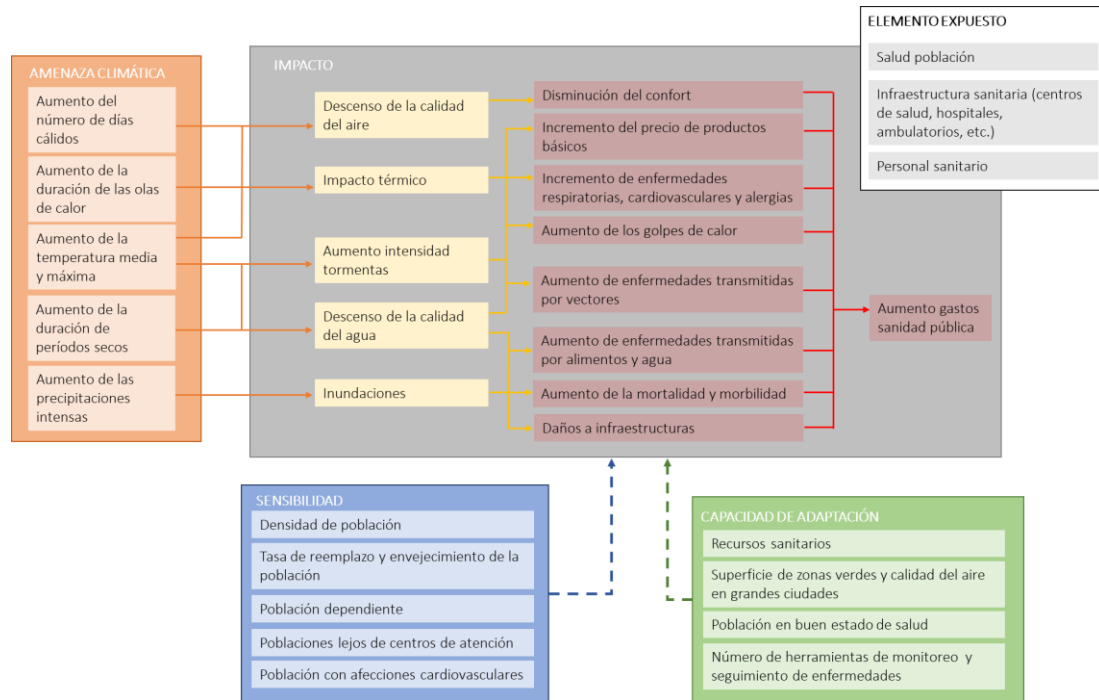 ELEMENTO EXPUESTO
Salud población
Infraestructura sanitaria (centros
de salud, hospitales,
ambulatorios, etc.)
Personal sanitario
AMENAZA CLIMÁTICA
Aumento del
número de días
cálidos
Aumento de la
duración de las olas
de calor
Aumento de la
temperatura media
y máxima
Aumento de la
duración de
períodos secos
Aumento de las
precipitaciones
intensas
IMPACTO
Descenso de la calidad
del aire
Impacto térmico
Aumento intensidad
tormentas
Descenso de la calidad
del agua
Inundaciones
Disminución del confort
Incremento del precio de productos
básicos
Incremento de enfermedades
respiratorias, cardiovasculares y alergias
Aumento de los golpes de calor
Aumento de enfermedades transmitidas
por vectores
Aumento de enfermedades transmitidas
por alimentos y agua
Aumento de la mortalidad y morbilidad
Daños a infraestructuras
Aumento gastos
sanidad pública
SENSIBILIDAD
Densidad de población
Tasa de reemplazo y envejecimiento de la
población
Población dependiente
Poblaciones lejos de centros de atención
Población con afecciones cardiovasculares
CAPACIDAD DE ADAPTACIÓN
Recursos sanitarios
Superficie de zonas verdes y calidad del aire
en grandes ciudades
Población en buen estado de salud
Número de herramientas de monitoreo y
seguimiento de enfermedades